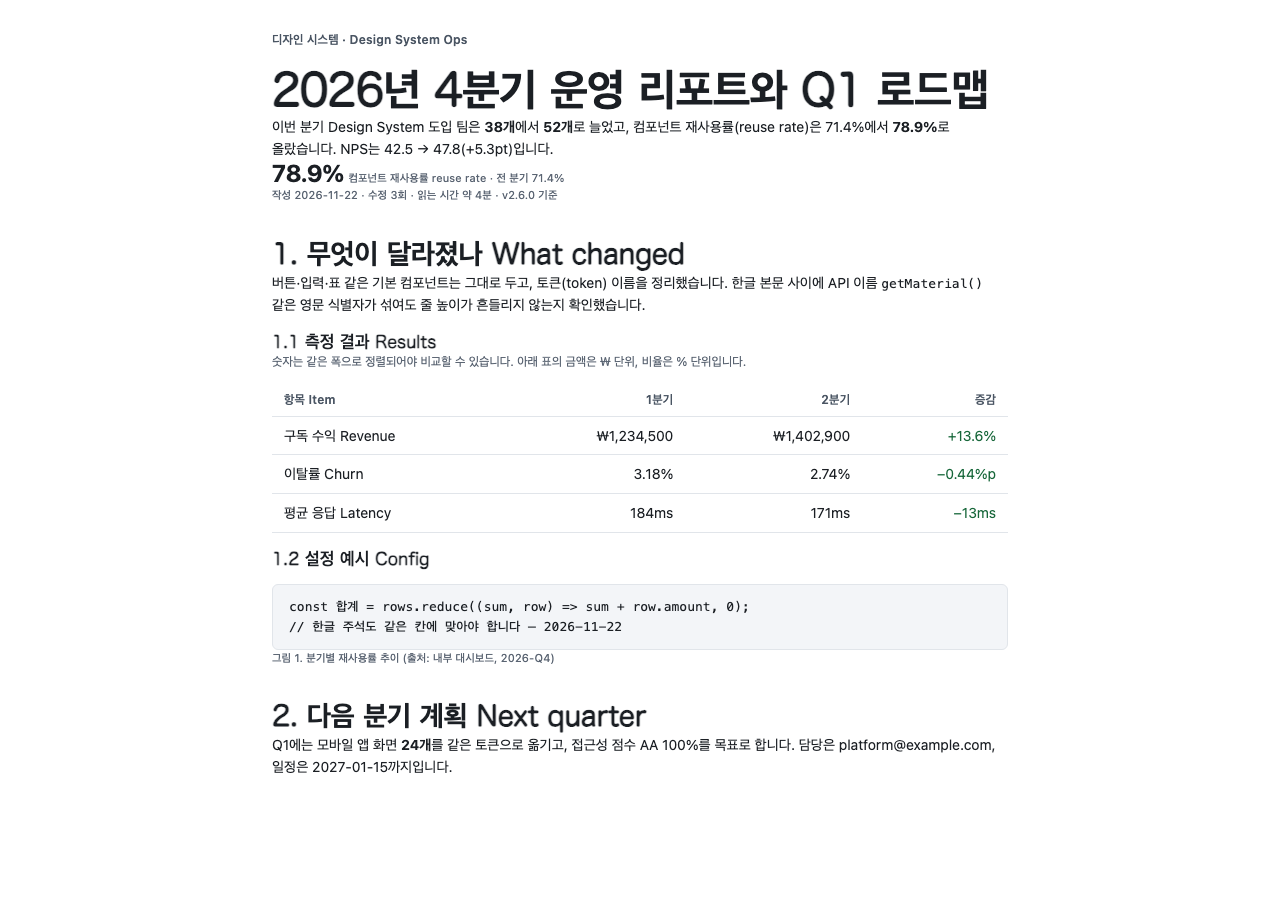 디자인 시스템 · Design System Ops
2026년 4분기 운영 리포트와 Q1 로드맵
이번 분기 Design System 도입 팀은 38개에서 52개로 늘었고, 컴포넌트 재사용률(reuse rate)은 71.4%에서 78.9%로
올랐습니다. NPS는 42.5 → 47.8(+5.3pt)입니다.
78.9% 컴포넌트 재사용률 reuse rate · 전 분기 71.4%
작성 2026-11-22 · 수정 3회 · 읽는 시간 약 4분 · v2.6.0 기준
1. 무엇이 달라졌나 What changed
버튼·입력·표 같은 기본 컴포넌트는 그대로 두고, 토큰(token) 이름을 정리했습니다. 한글 본문 사이에 API 이름 getMaterial()
같은 영문 식별자가 섞여도 줄 높이가 흔들리지 않는지 확인했습니다.
1.1 측정 결과 Results
숫자는 같은 폭으로 정렬되어야 비교할 수 있습니다. 아래 표의 금액은 ₩ 단위, 비율은 % 단위입니다.
항목 Item 1분기 2분기 증감
구독 수익 Revenue ₩1,234,500 ₩1,402,900 +13.6%
이탈률 Churn 3.18% 2.74% −0.44%p
평균 응답 Latency 184ms 171ms −13ms
1.2 설정 예시 Config
const 합계 = rows.reduce((sum, row) => sum + row.amount, 0);
// 한글 주석도 같은 칸에 맞아야 합니다 — 2026-11-22
그림 1. 분기별 재사용률 추이 (출처: 내부 대시보드, 2026-Q4)
2. 다음 분기 계획 Next quarter
Q1에는 모바일 앱 화면 24개를 같은 토큰으로 옮기고, 접근성 점수 AA 100%를 목표로 합니다. 담당은 platform@example.com,
일정은 2027-01-15까지입니다.